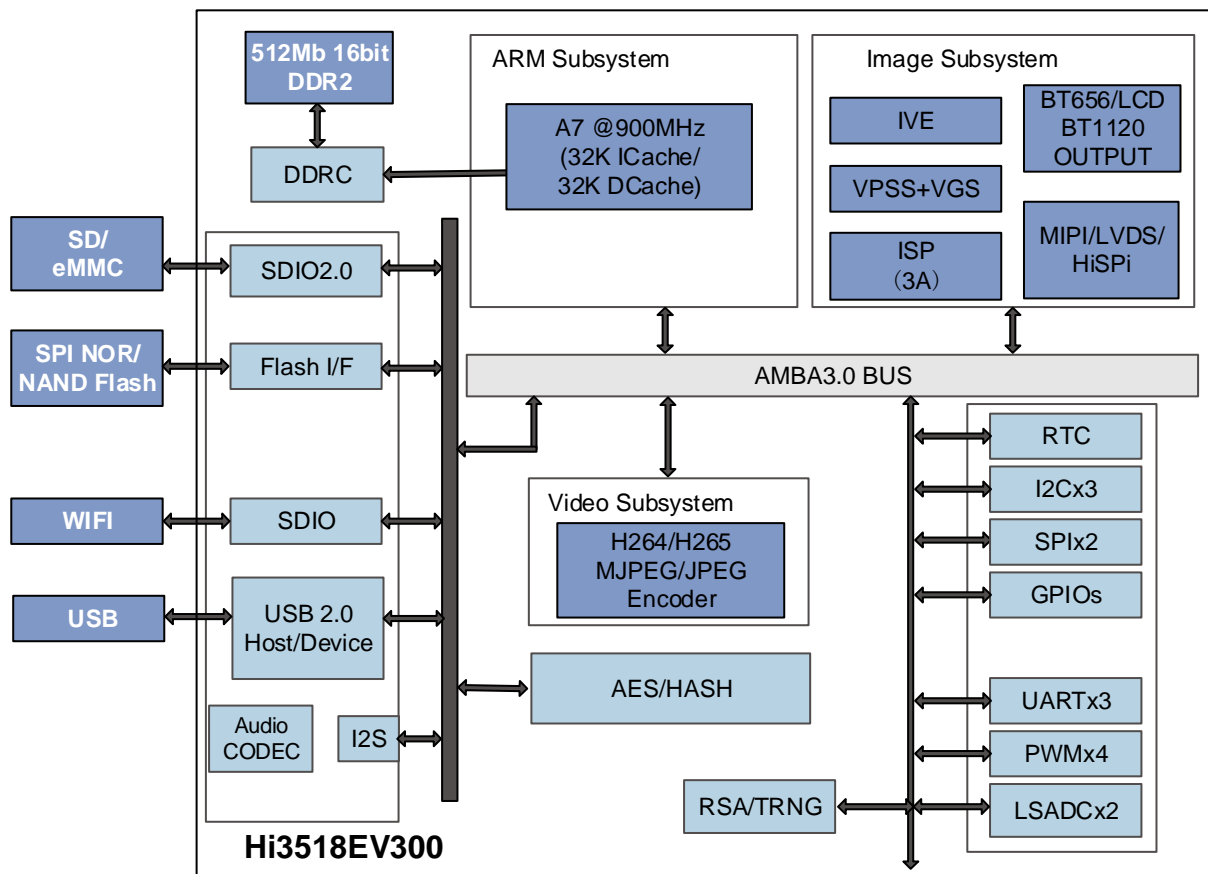 512Mb 16bit
DDR2
DDRC
ARM Subsystem
A7 @900MHz
(32K ICache/
32K DCache)
Image Subsystem
IVE
VPSS+VGS
ISP
（3A）
BT656/LCD
BT1120
OUTPUT
MIPI/LVDS/
HiSPi
SD/
eMMC
SDIO2.0
SPI NOR/
NAND Flash
Flash I/F
WIFI
SDIO
USB
USB 2.0
Host/Device
Audio
CODEC
I2S
AMBA3.0 BUS
Video Subsystem
H264/H265
MJPEG/JPEG
Encoder
AES/HASH
RSA/TRNG
RTC
I2Cx3
SPIx2
GPIOs
UARTx3
PWMx4
LSADCx2
Hi3518EV300